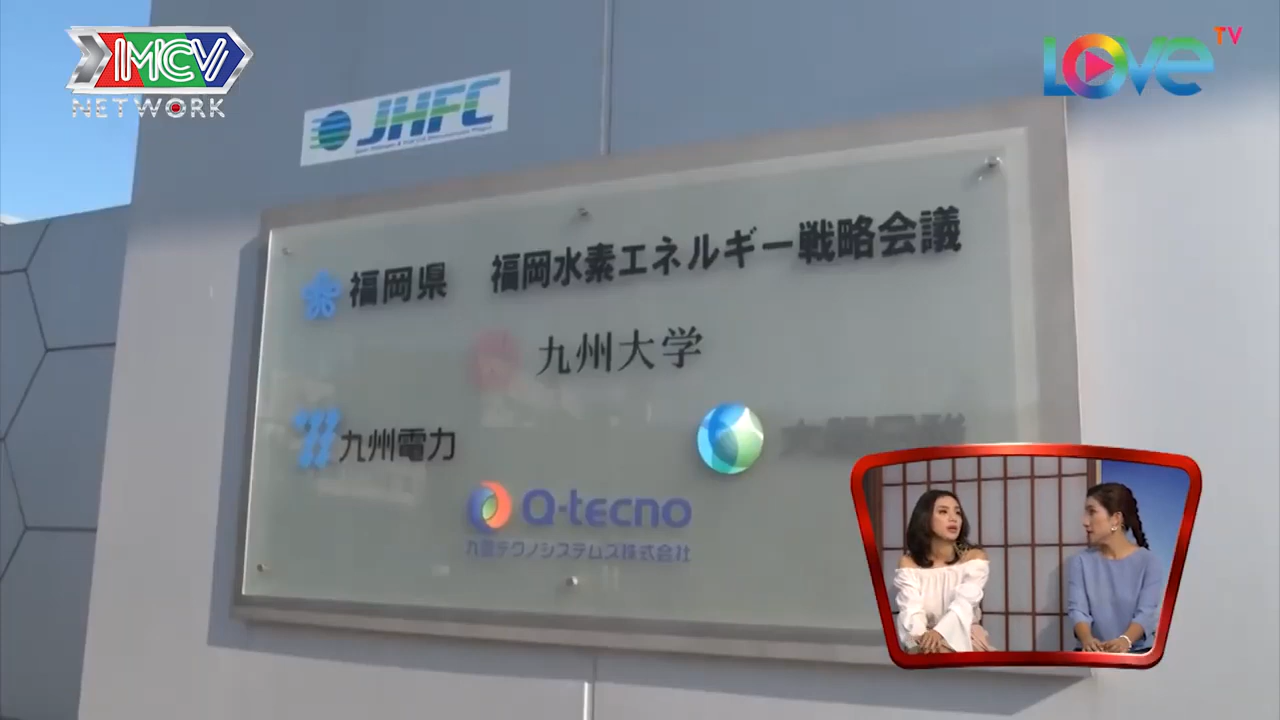 MCV
NETWORK
LOVE TV
JHFC
福岡県 福岡水素エネルギー戦略会議
九州大学
九州電力
Q-tecno
九電テクノシステムズ株式会社